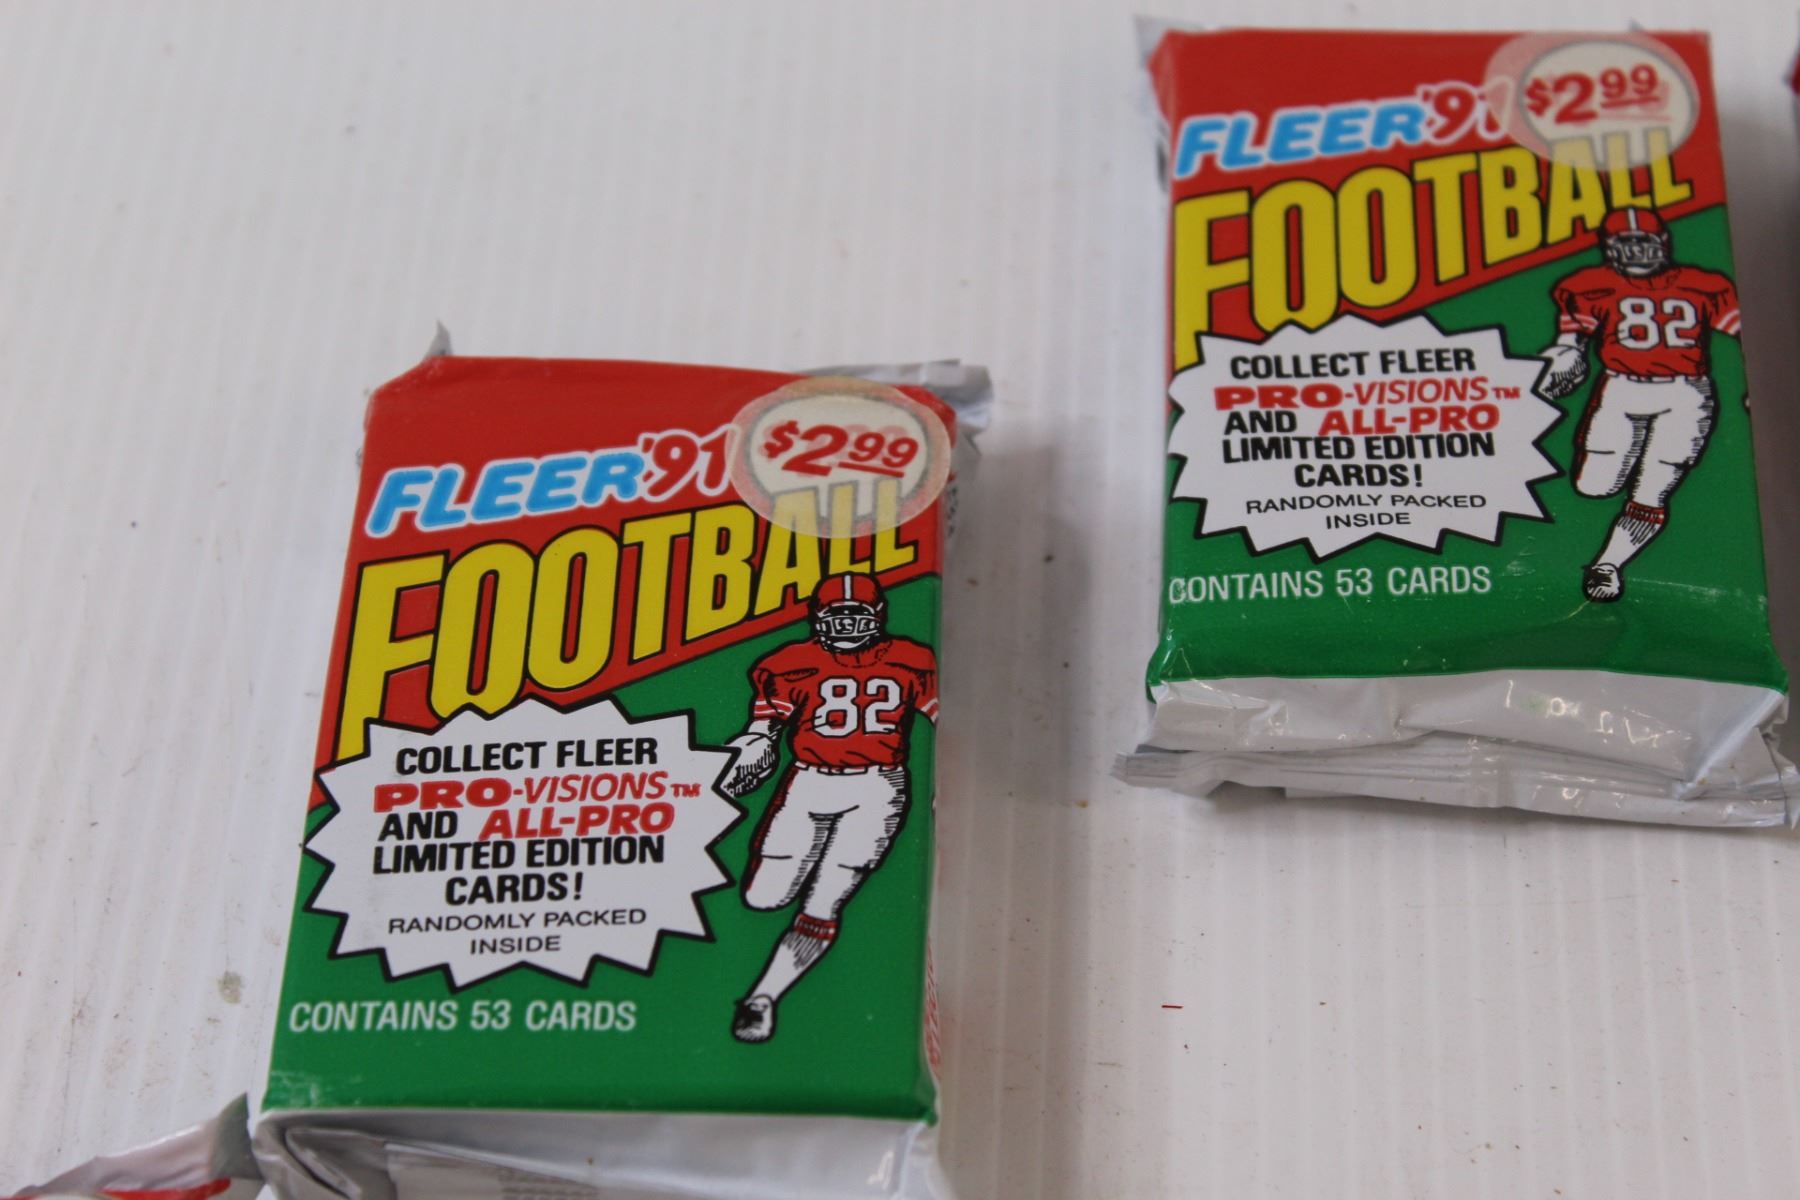 FLEER '91
$2.99
FOOTBALL
82
COLLECT FLEER
PRO-VISIONS™
AND ALL-PRO
LIMITED EDITION
CARDS!
RANDOMLY PACKED
INSIDE
CONTAINS 53 CARDS
FLEER '91
$2.99
FOOTBALL
82
COLLECT FLEER
PRO-VISIONS™
AND ALL-PRO
LIMITED EDITION
CARDS!
RANDOMLY PACKED
INSIDE
CONTAINS 53 CARDS